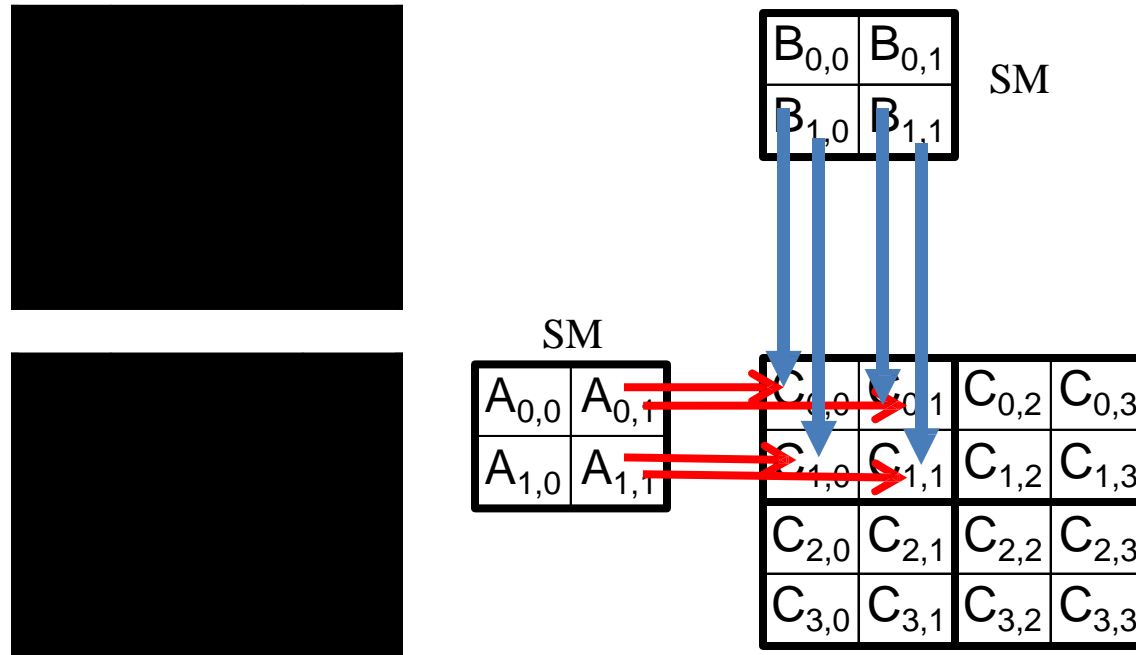 B0,0 B0,1
SM
B1,0 B1,1
SM
A0,0 A0,1
A1,0 A1,1
C0,0 C0,1 C0,2 C0,3
C1,0 C1,1 C1,2 C1,3
C2,0 C2,1 C2,2 C2,3
C3,0 C3,1 C3,2 C3,3